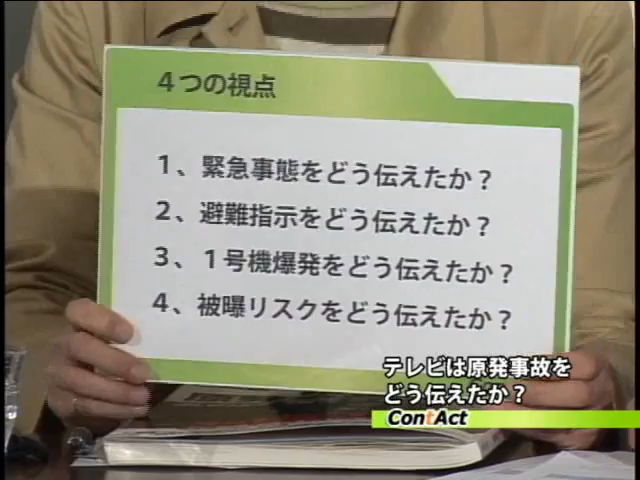 4つの視点
1、緊急事態をどう伝えたか？
2、避難指示をどう伝えたか？
3、1号機爆発をどう伝えたか？
4、被曝リスクをどう伝えたか？
テレビは原発事故を
どう伝えたか？
ContAct